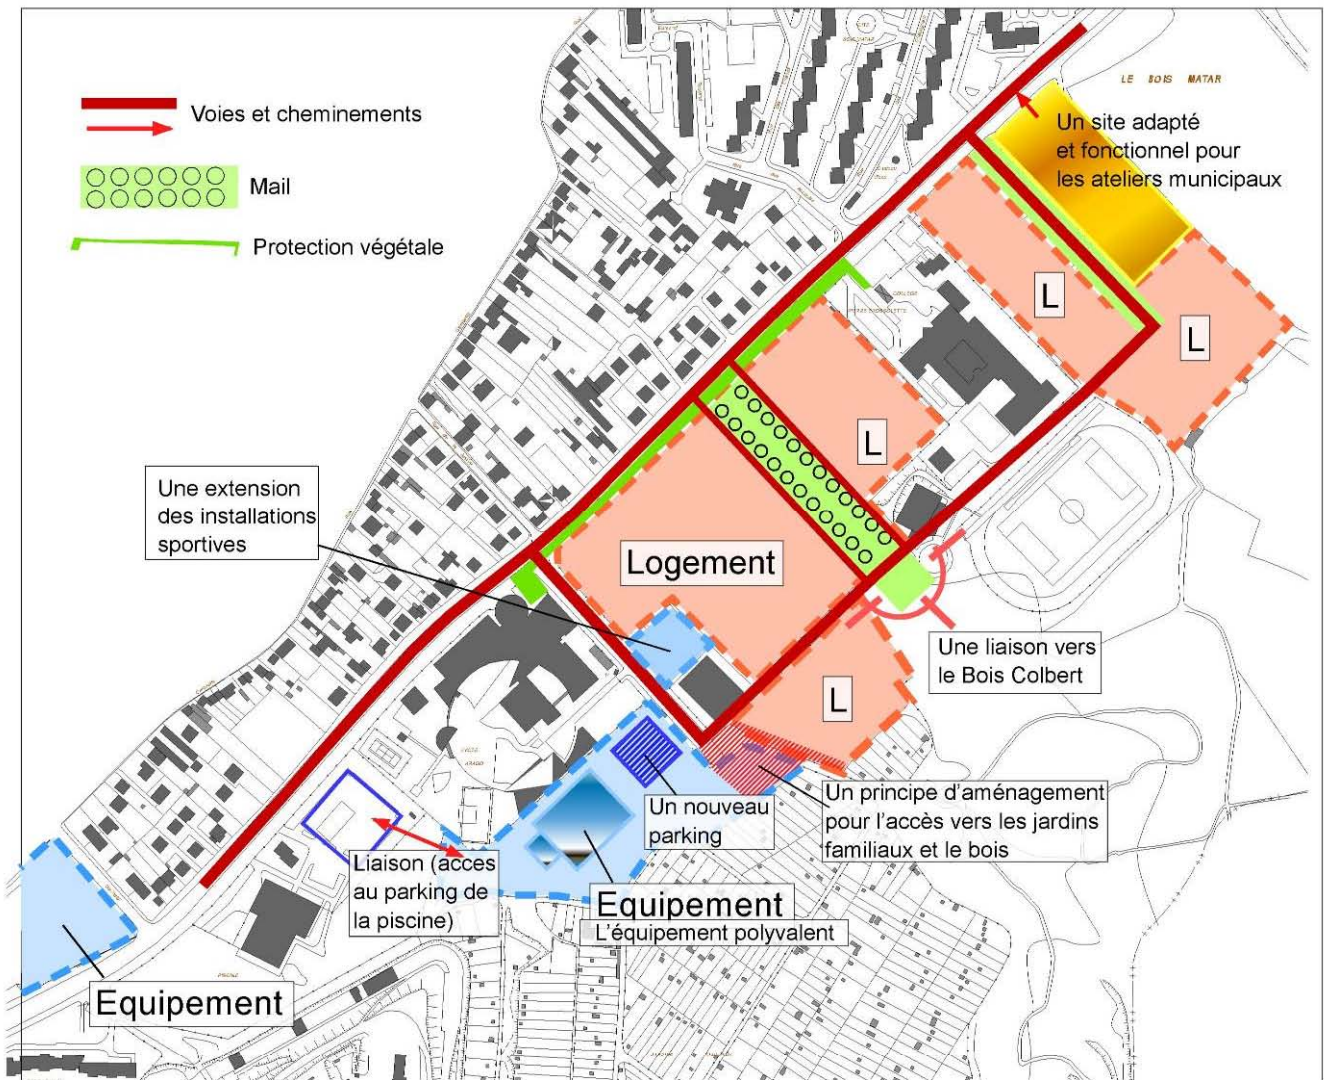 Voies et cheminements
Mail
Protection végétale
LE BOIS MATAR
Un site adapté
et fonctionnel pour
les ateliers municipaux
L
L
L
Une extension
des installations
sportives
Logement
Une liaison vers
le Bois Colbert
L
Un nouveau
parking
Un principe d'aménagement
pour l'accès vers les jardins
familiaux et le bois
Liaison (acces
au parking de
la piscine)
Equipement
L'équipement polyvalent
Equipement